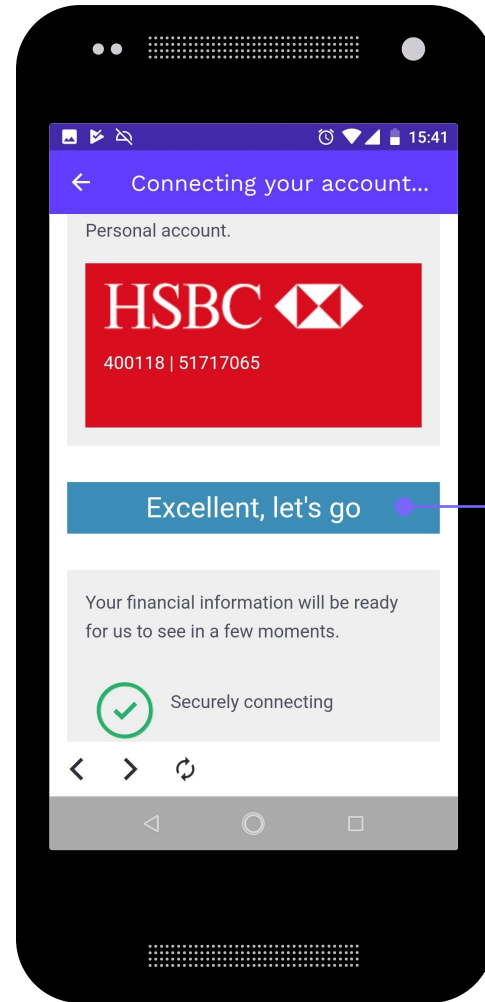 15:41
Connecting your account...
Personal account.
HSBC
400118 | 51717065
Excellent, let's go
Your financial information will be ready
for us to see in a few moments.
Securely connecting